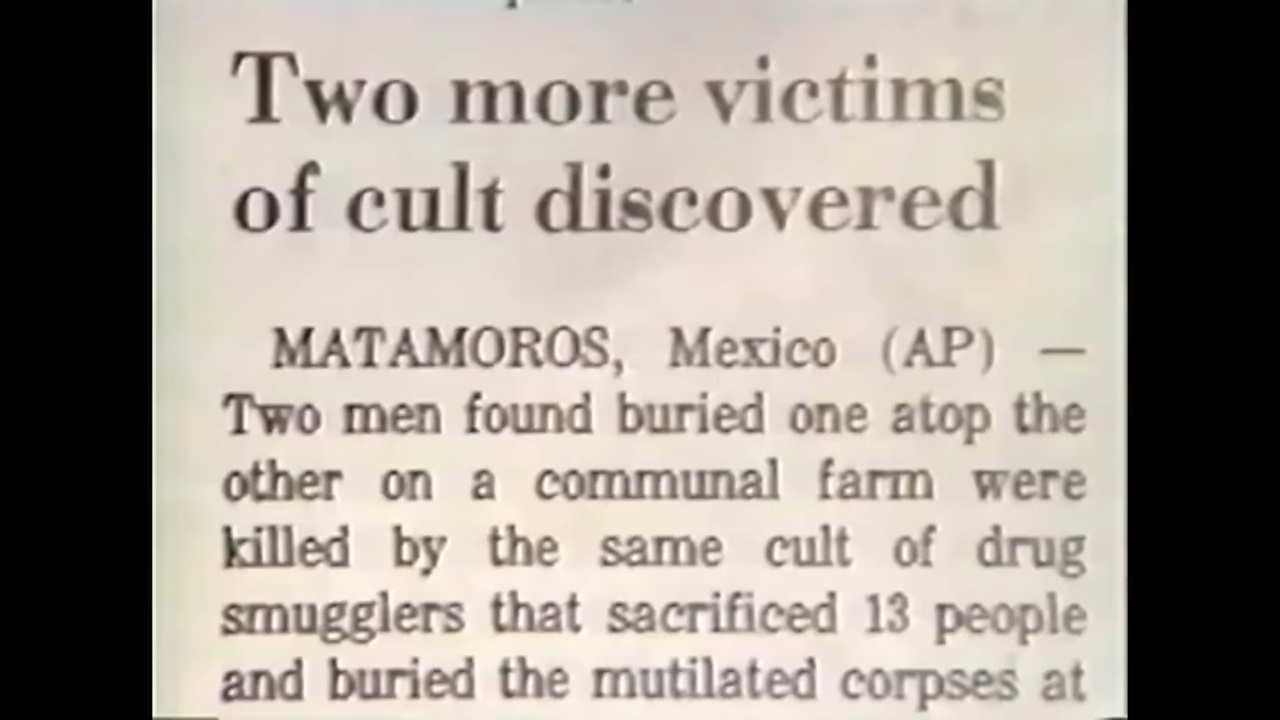 Two more victims
of cult discovered
MATAMOROS, Mexico (AP) —
Two men found buried one atop the
other on a communal farm were
killed by the same cult of drug
smugglers that sacrificed 13 people
and buried the mutilated corpses at